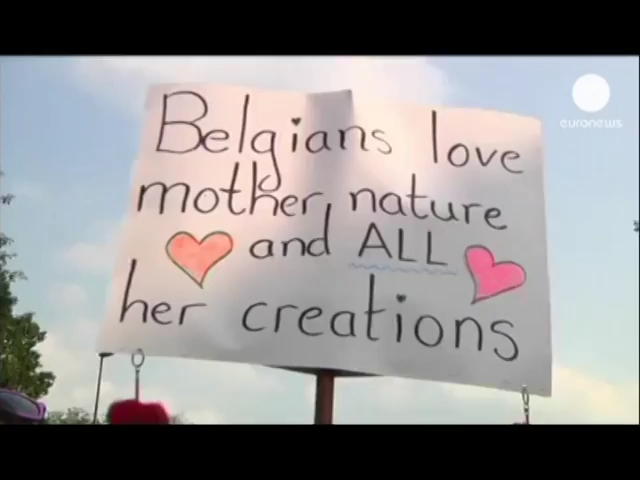 euronews
Belgians love
mother nature
and ALL
her creations